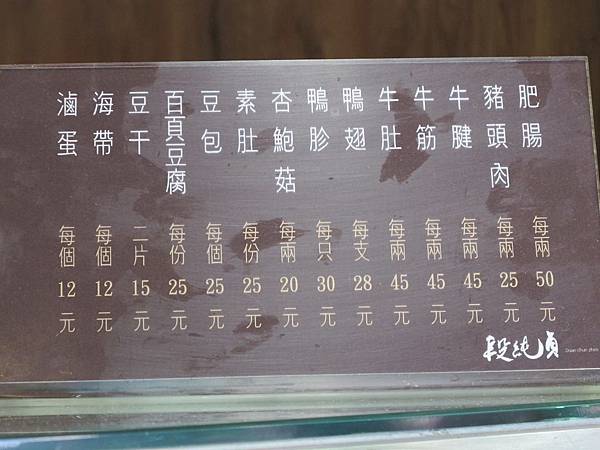 肥腸 每兩50元
豬頭肉 每兩25元
牛腱 每兩45元
牛筋 每兩45元
牛肚 每兩45元
鴨翅 每支28元
鴨胗 每只30元
杏鮑菇 每兩20元
素肚 每份25元
豆包 每個25元
百頁豆腐 每份25元
豆干 二片15元
海帶 每個12元
滷蛋 每個12元
段純貞
Duan chun zhen